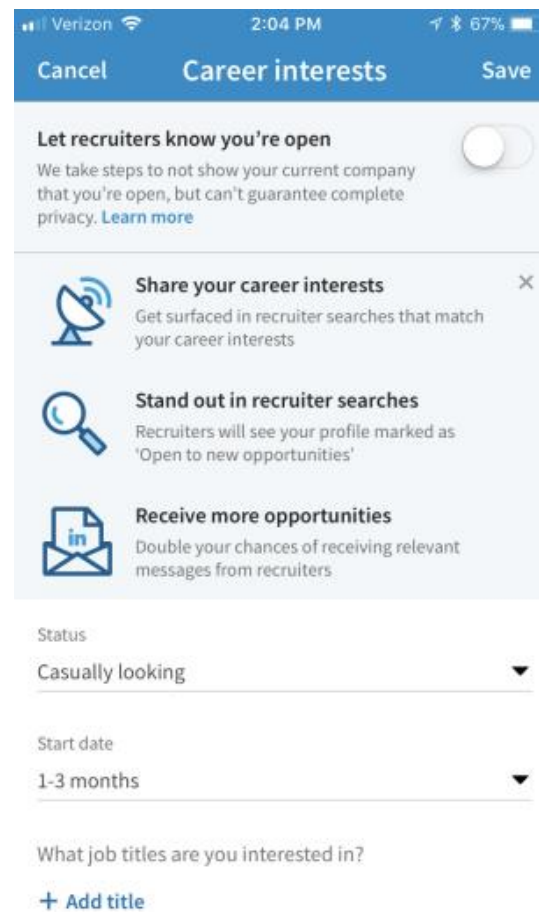 Verizon 2:04 PM 67%
Cancel Career interests Save
Let recruiters know you're open
We take steps to not show your current company
that you're open, but can't guarantee complete
privacy. Learn more
Share your career interests
Get surfaced in recruiter searches that match
your career interests
Stand out in recruiter searches
Recruiters will see your profile marked as
'Open to new opportunities'
in
Receive more opportunities
Double your chances of receiving relevant
messages from recruiters
Status
Casually looking
Start date
1-3 months
What job titles are you interested in?
+ Add title